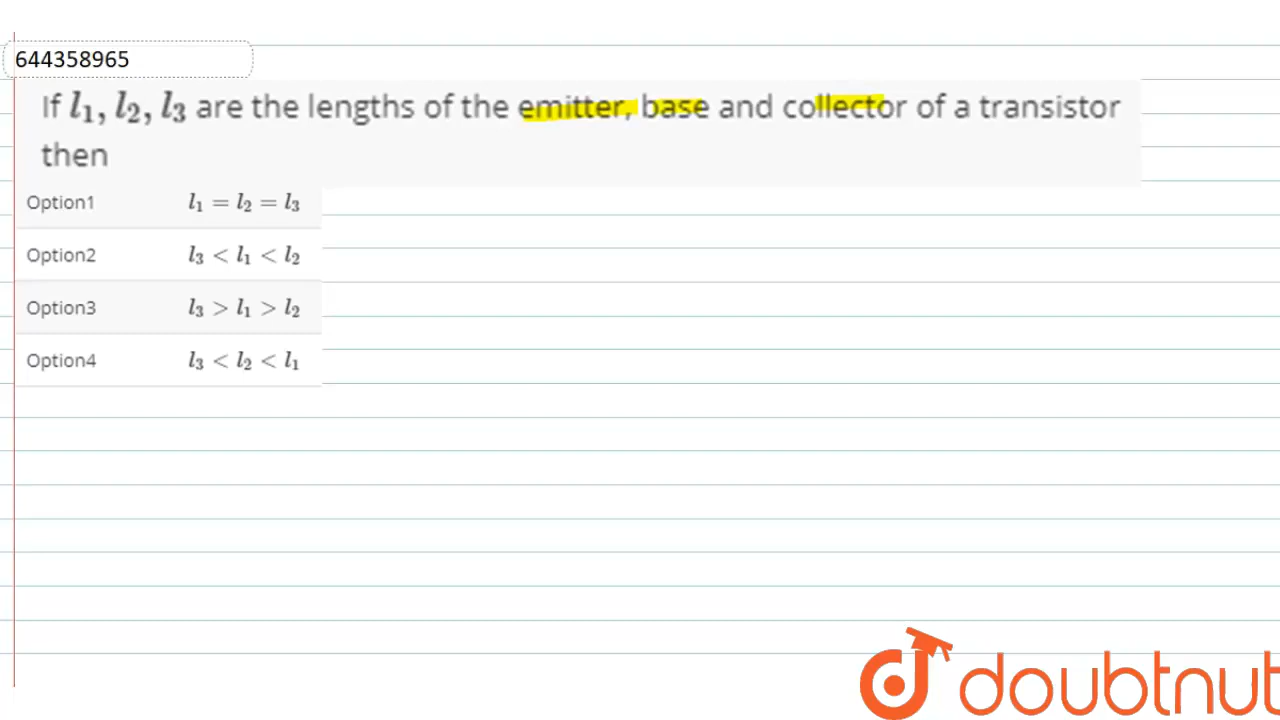 644358965
If l₁, l₂, l₃ are the lengths of the emitter, base and collector of a transistor
then
Option1 l₁ = l₂ = l₃
Option2 l₃ < l₁ < l₂
Option3 l₃ > l₁ > l₂
Option4 l₃ < l₂ < l₁
doubtnut